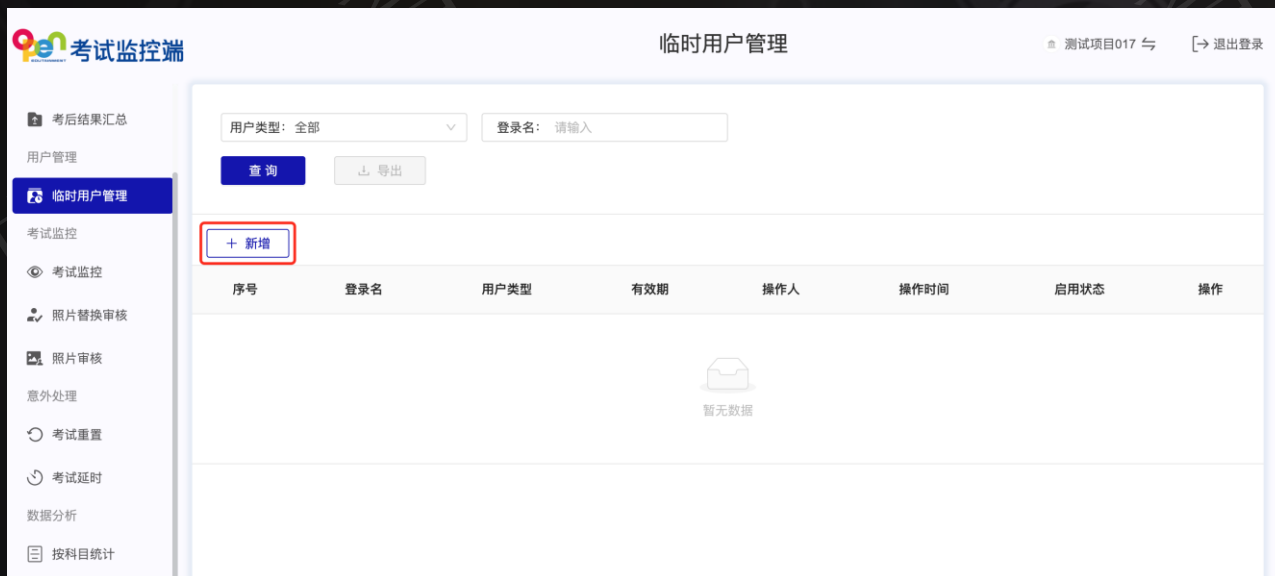 Open考试监控端
临时用户管理
测试项目017
退出登录
考后结果汇总
用户管理
临时用户管理
考试监控
考试监控
照片替换审核
照片审核
意外处理
考试重置
考试延时
数据分析
按科目统计
用户类型：全部
登录名：请输入
查 询
导出
+ 新增
序号 登录名 用户类型 有效期 操作人 操作时间 启用状态 操作
暂无数据